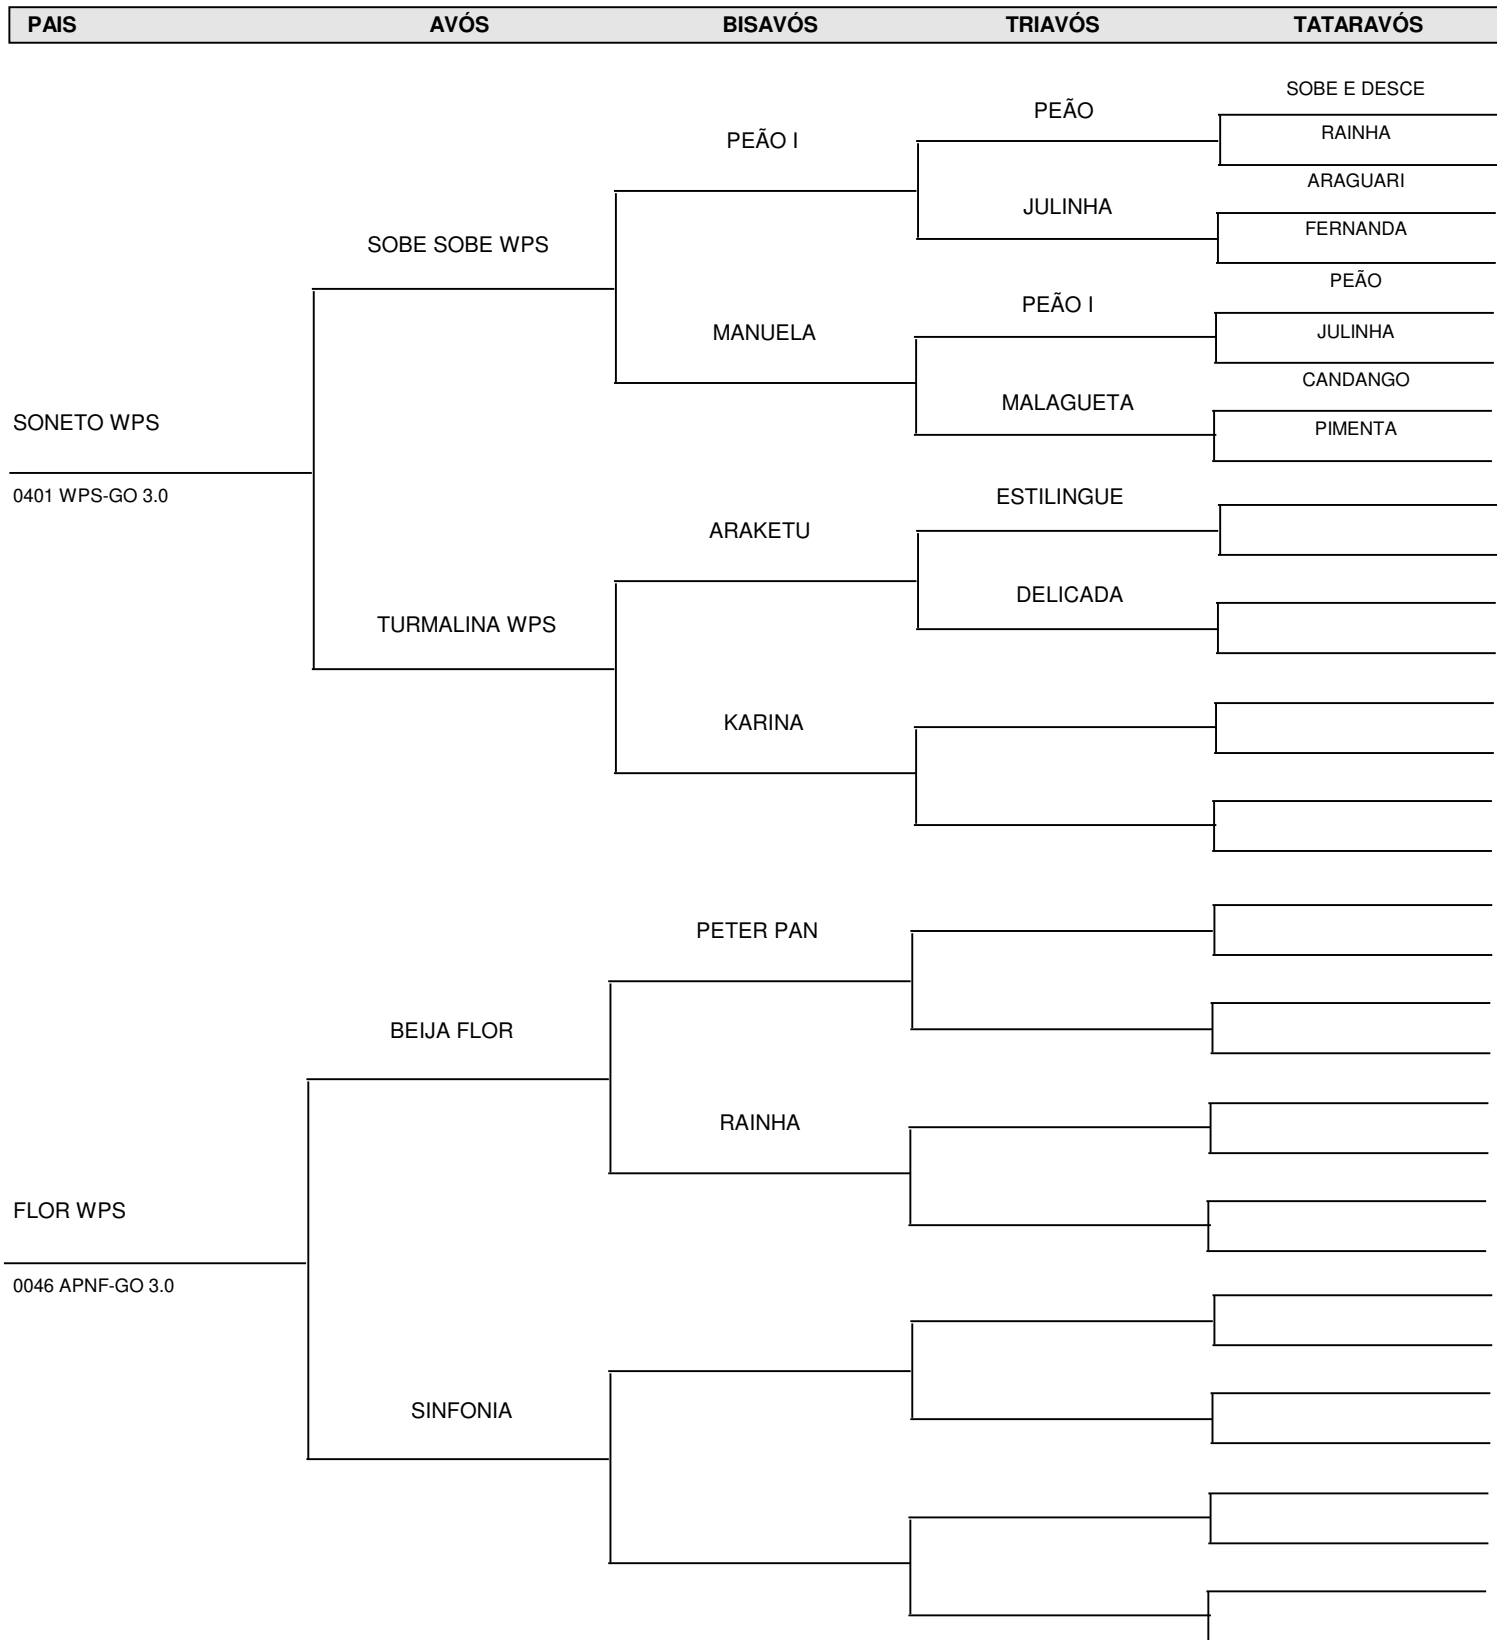 PAIS AVÓS BISAVÓS TRIAVÓS TATARAVÓS
SOBE E DESCE
PEÃO
RAINHA
PEÃO I
ARAGUARI
JULINHA
FERNANDA
SOBE SOBE WPS
PEÃO
PEÃO I
JULINHA
MANUELA
CANDANGO
MALAGUETA
SONETO WPS
PIMENTA
0401 WPS-GO 3.0
ESTILINGUE
ARAKETU
DELICADA
TURMALINA WPS
KARINA
PETER PAN
BEIJA FLOR
RAINHA
FLOR WPS
0046 APNF-GO 3.0
SINFONIA